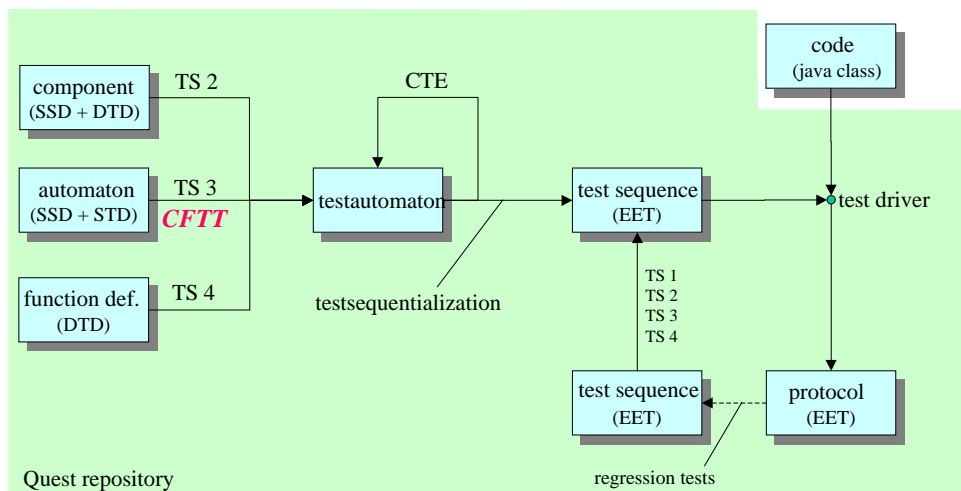 code
(java class)
component
(SSD + DTD)
TS 2
CTE
automaton
(SSD + STD)
TS 3
CFTT
testautomaton
test sequence
(EET)
test driver
function def.
(DTD)
TS 4
testsequentialization
TS 1
TS 2
TS 3
TS 4
test sequence
(EET)
protocol
(EET)
regression tests
Quest repository